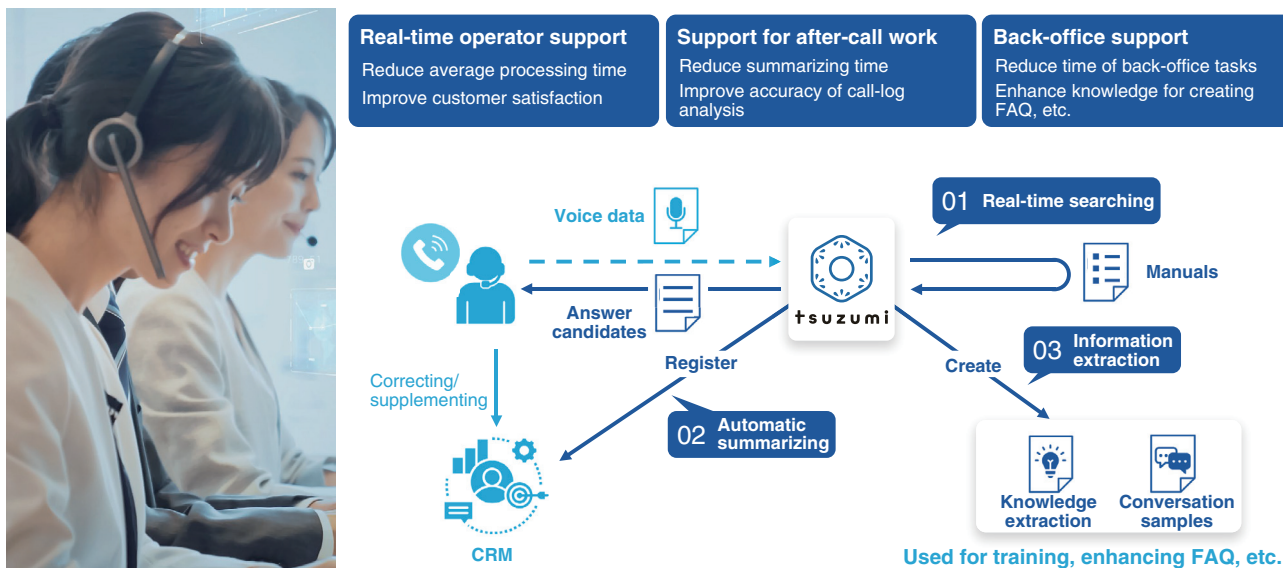 Real-time operator support
Reduce average processing time
Improve customer satisfaction
Support for after-call work
Reduce summarizing time
Improve accuracy of call-log
analysis
Back-office support
Reduce time of back-office tasks
Enhance knowledge for creating
FAQ, etc.
Voice data
01 Real-time searching
Manuals
tsuzumi
Answer
candidates
Register
Create
03 Information
extraction
Correcting/
supplementing
02 Automatic
summarizing
CRM
Knowledge
extraction
Conversation
samples
Used for training, enhancing FAQ, etc.